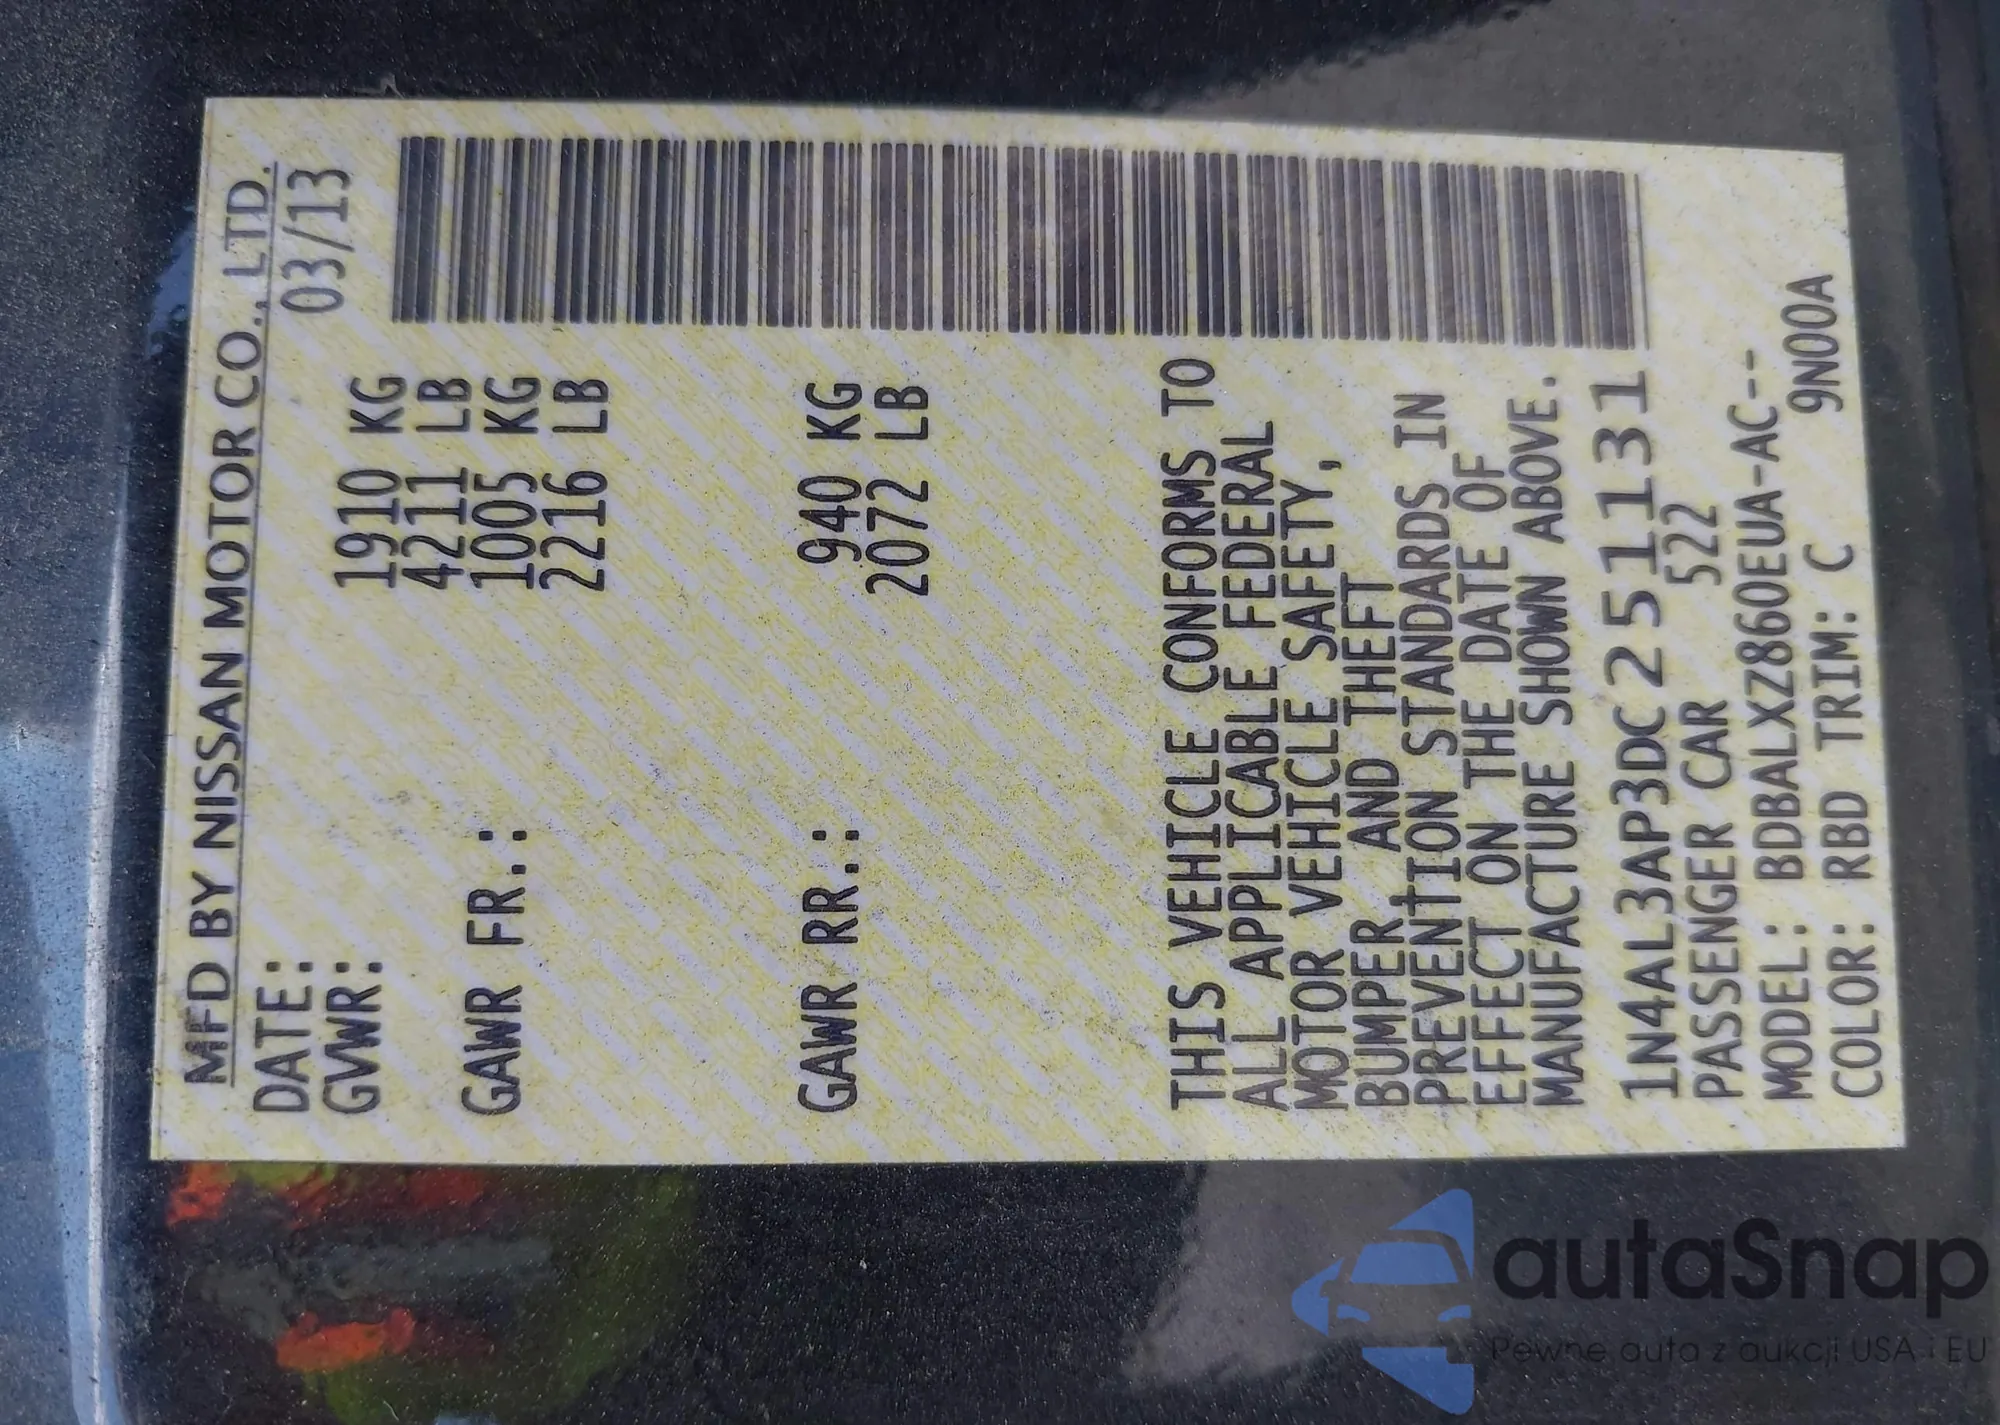 MFD BY NISSAN MOTOR CO., LTD.
DATE: 03/13
GVWR: 1910 KG
4211 LB
GAWR FR.: 1005 KG
2216 LB
GAWR RR.: 940 KG
2072 LB
THIS VEHICLE CONFORMS TO
ALL APPLICABLE FEDERAL
MOTOR VEHICLE SAFETY,
BUMPER AND THEFT
PREVENTION STANDARDS IN
EFFECT ON THE DATE OF
MANUFACTURE SHOWN ABOVE.
1N4AL3AP3DC251131
PASSENGER CAR 522
MODEL: BDBALXZ860EUA-AC--
COLOR: RBD TRIM: C 9N00A
autaSnap
Pewne auta z aukcji USA i EU